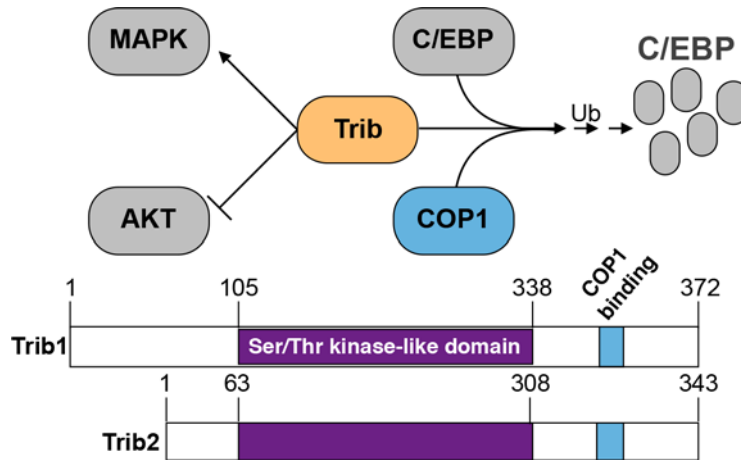 MAPK
C/EBP
C/EBP
Trib
Ub
AKT
COP1
1
105
338
COP1
binding
372
Trib1
Ser/Thr kinase-like domain
1
63
308
343
Trib2